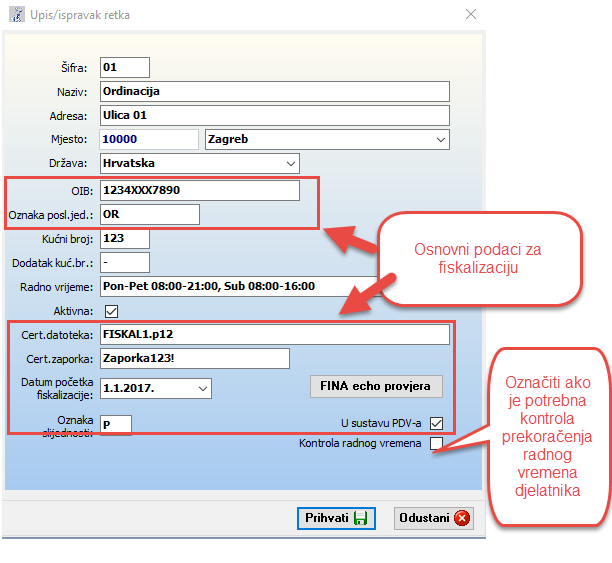 Upis/ispravak retka
Šifra: 01
Naziv: Ordinacija
Adresa: Ulica 01
Mjesto: 10000 Zagreb
Država: Hrvatska
OIB: 1234XXX7890
Oznaka posl.jed.: OR
Kućni broj: 123
Dodatak kuć.br.: -
Radno vrijeme: Pon-Pet 08:00-21:00, Sub 08:00-16:00
Aktivna:
Cert.datoteka: FISKAL1.p12
Cert.zaporka: Zaporka123!
Datum početka
fiskalizacije: 1.1.2017.
FINA echo provjera
Oznaka
slijednosti: P
U sustavu PDV-a
Kontrola radnog vremena
Prihvati
Odustani
Osnovni podaci za
fiskalizaciju
Označiti ako
je potrebna
kontrola
prekoračenja
radnog
vremena
djelatnika